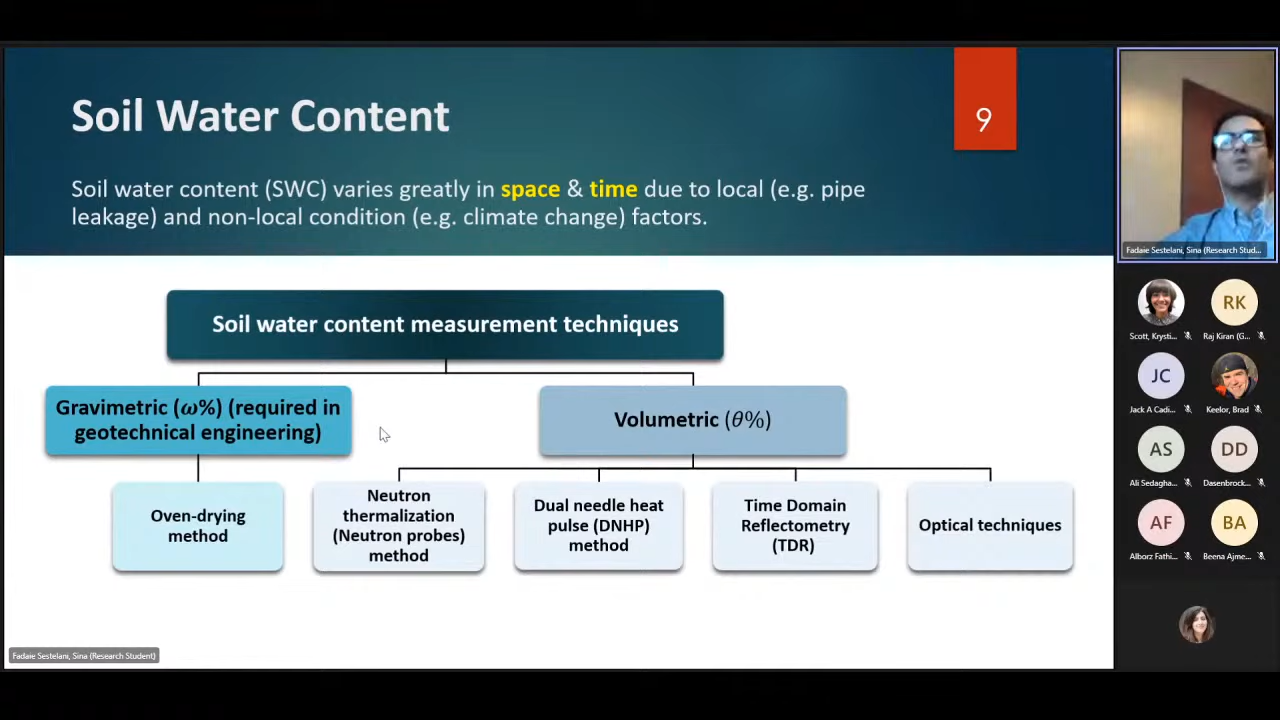 Soil Water Content
9
Soil water content (SWC) varies greatly in space & time due to local (e.g. pipe
leakage) and non-local condition (e.g. climate change) factors.
Soil water content measurement techniques
Gravimetric (ω%) (required in
geotechnical engineering)
Volumetric (θ%)
Oven-drying
method
Neutron
thermalization
(Neutron probes)
method
Dual needle heat
pulse (DNHP)
method
Time Domain
Reflectometry
(TDR)
Optical techniques
Fadaie Sestelani, Sina (Research Student)
Fadaie Sestelani, Sina (Research Stud...
Scott, Krysti...
RK
Raj Kiran (G...
JC
Jack A Cadi...
Keelor, Brad
AS
Ali Sedagha...
DD
Dasenbrock...
AF
Alborz Fathi...
BA
Beena Ajme...